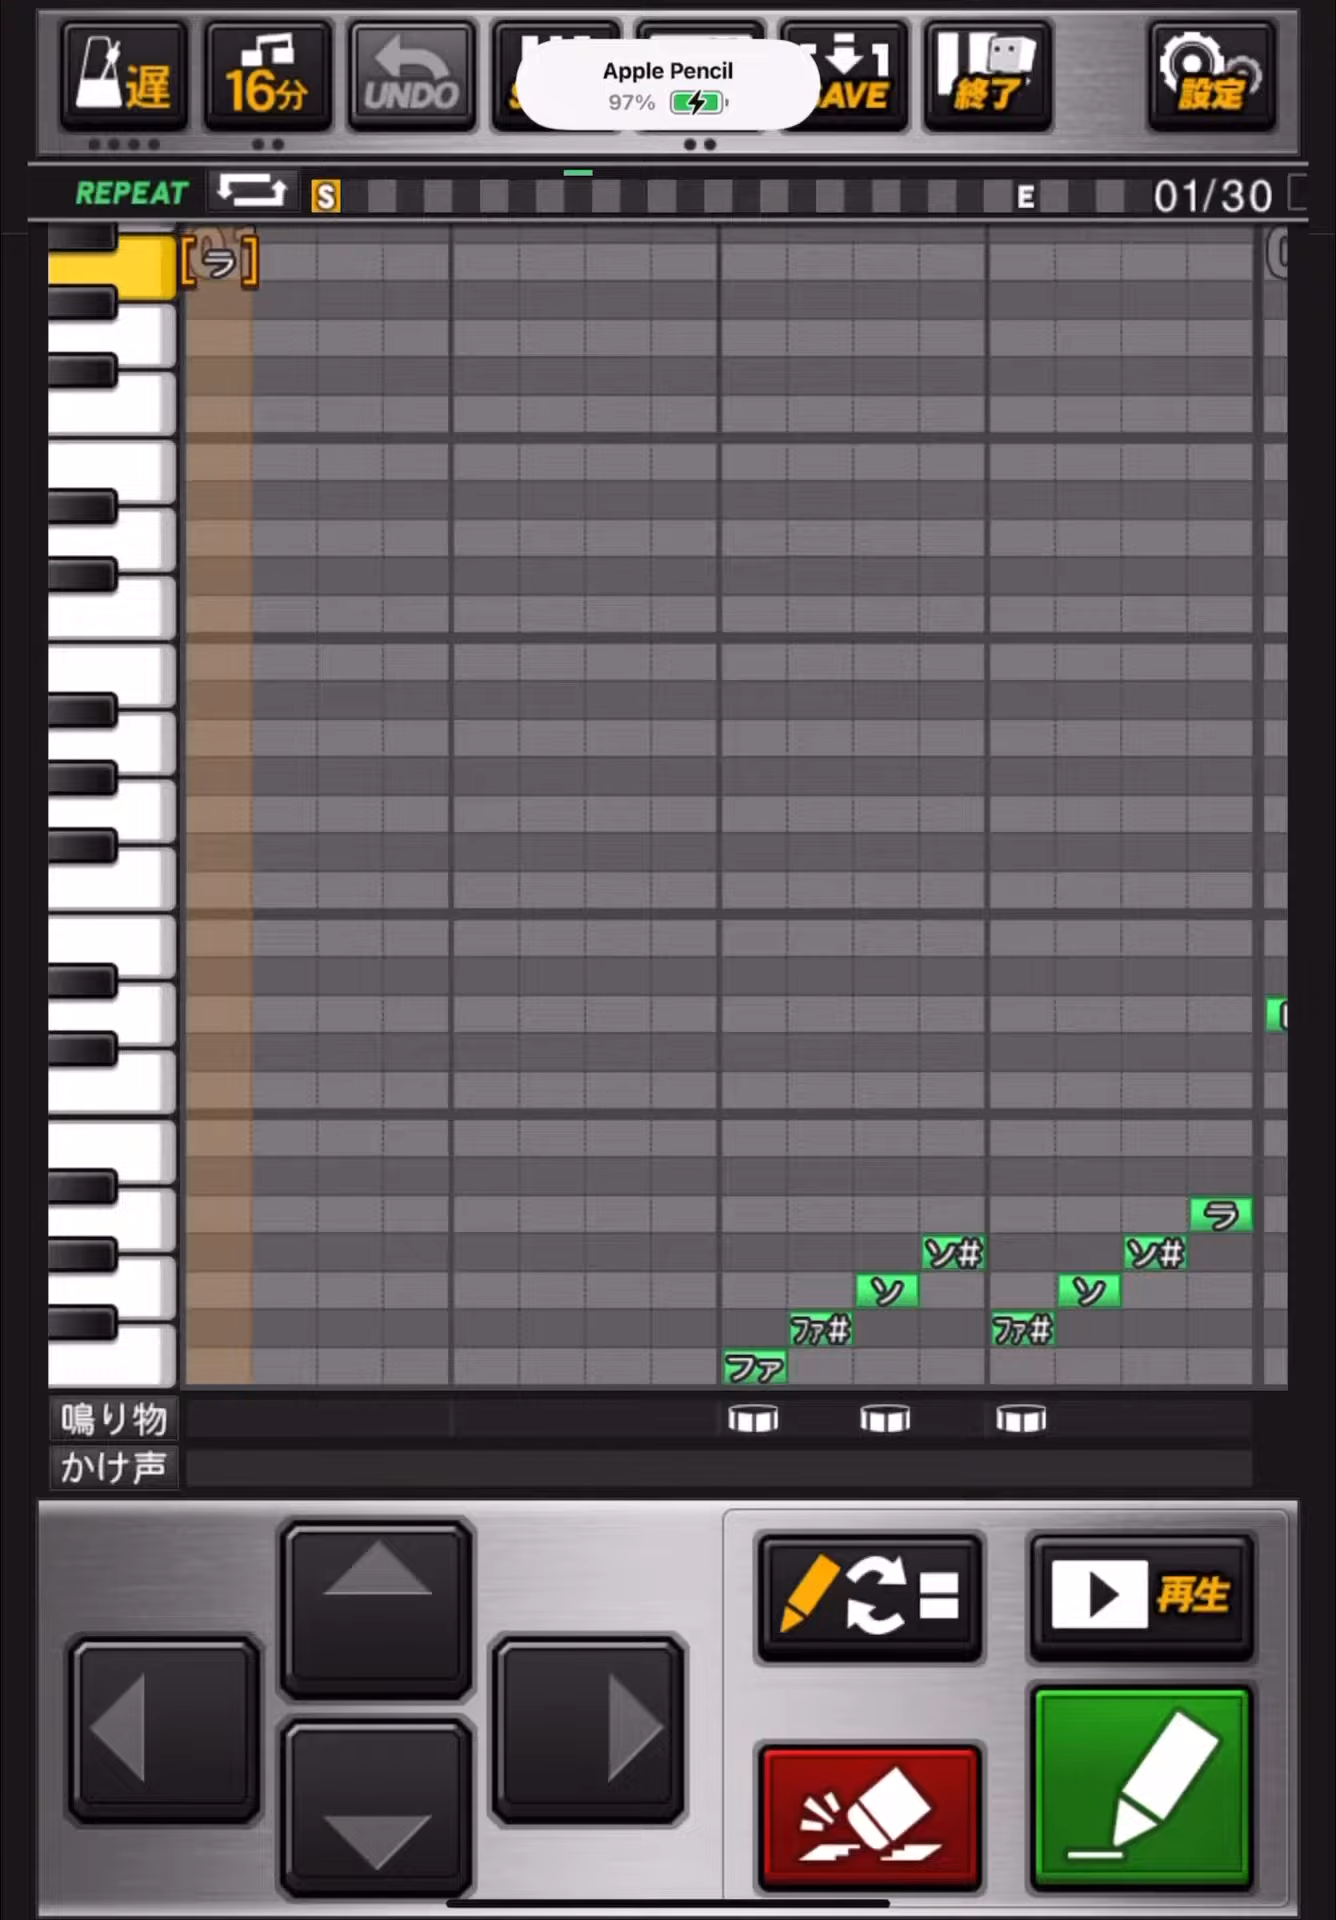 遅
16分
UNDO
Apple Pencil
97%
SAVE
終了
設定
REPEAT
S
E
01/30
ラ
ラ
ソ#
ソ#
ソ
ソ
ファ#
ファ#
ファ
鳴り物
かけ声
再生